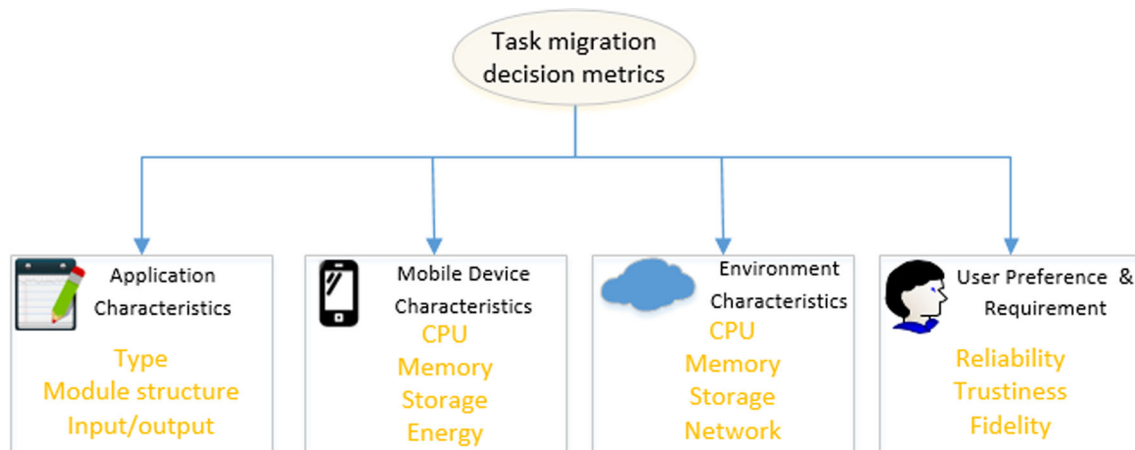 Task migration
decision metrics
Application
Characteristics
Type
Module structure
Input/output
Mobile Device
Characteristics
CPU
Memory
Storage
Energy
Environment
Characteristics
CPU
Memory
Storage
Network
User Preference &
Requirement
Reliability
Trustiness
Fidelity